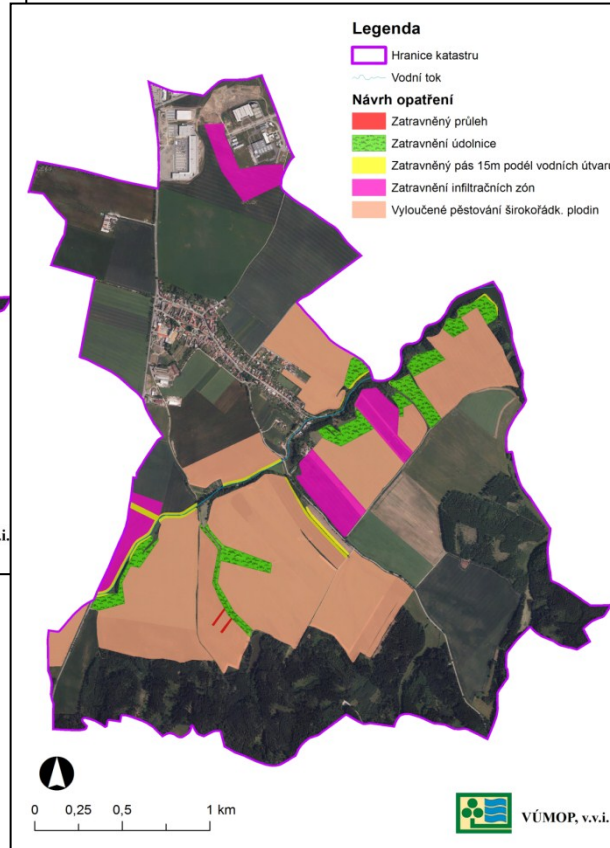 Legenda
Hranice katastru
Vodní tok
Návrh opatření
Zatravněný průleh
Zatravnění údolnice
Zatravněný pás 15m podél vodních útvarů
Zatravnění infiltračních zón
Vyloučené pěstování širokořádk. plodin
.i.
0 0,25 0,5 1 km
VÚMOP, v.v.i.